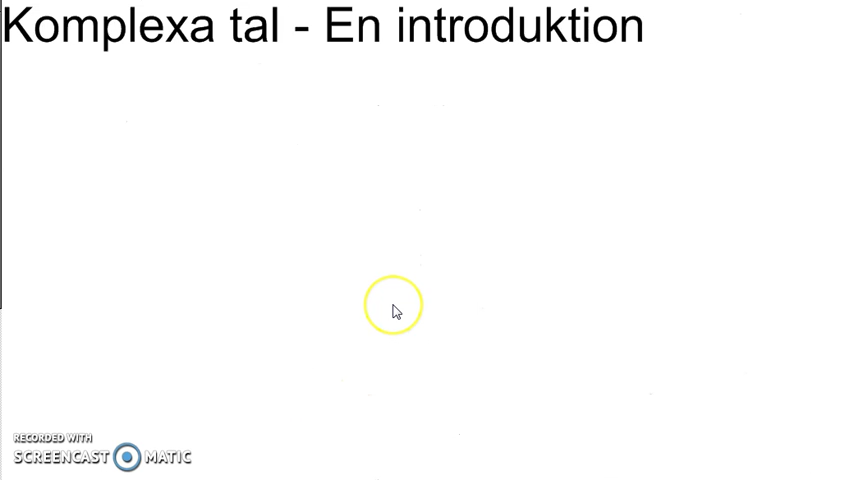 Komplexa tal - En introduktion
RECORDED WITH
SCREENCAST MATIC